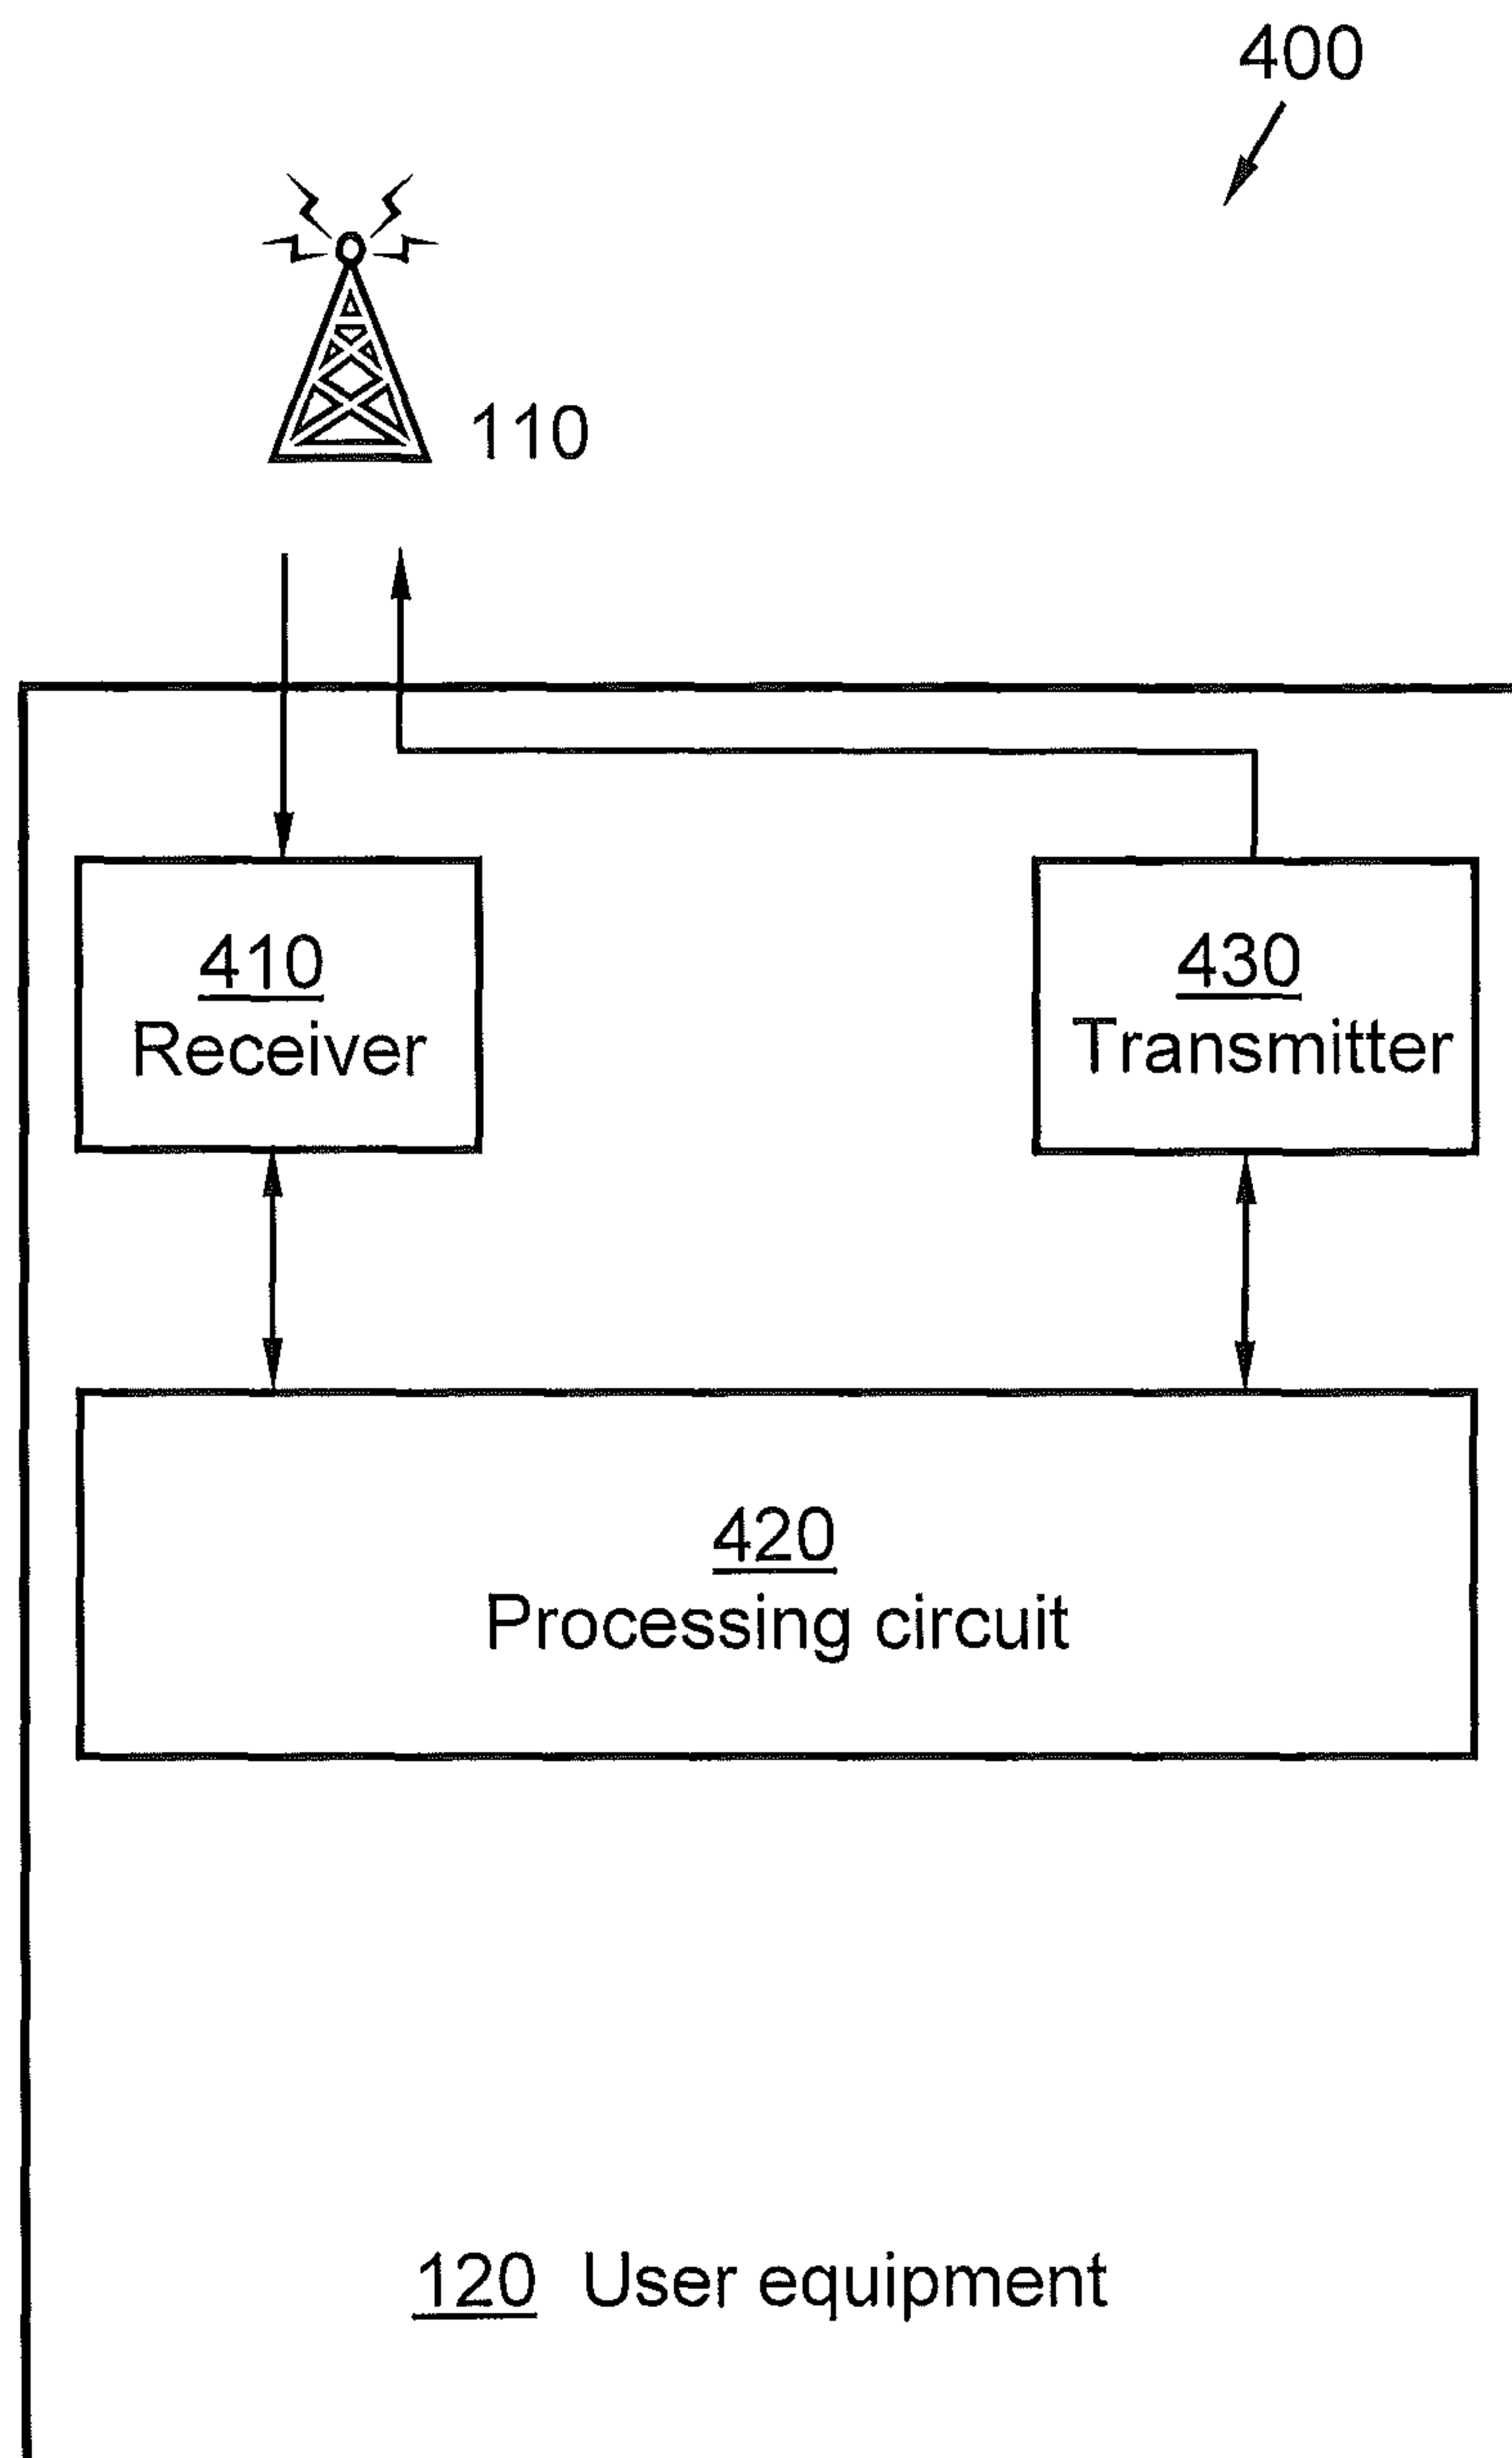 400
110
410
Receiver
430
Transmitter
420
Processing circuit
120 User equipment